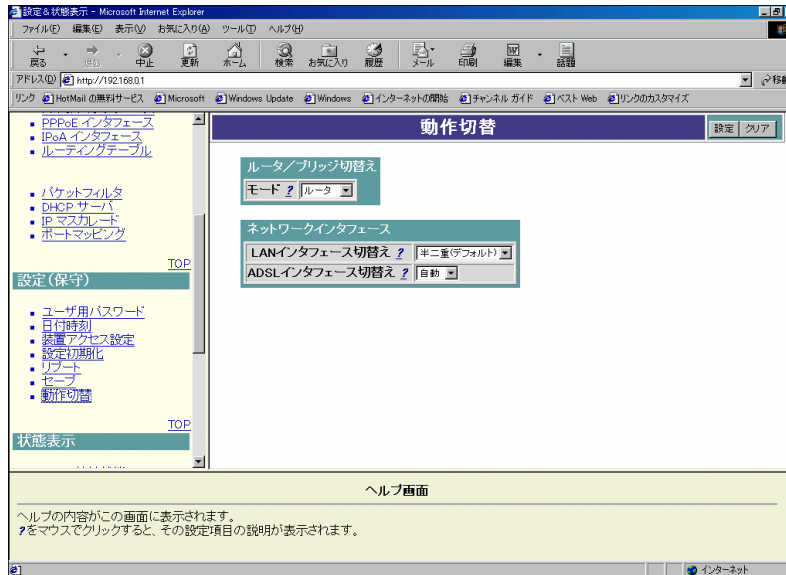 設定＆状態表示 - Microsoft Internet Explorer
ファイル(F) 編集(E) 表示(V) お気に入り(A) ツール(T) ヘルプ(H)
戻る 進む 中止 更新 ホーム 検索 お気に入り 履歴 メール 印刷 編集 話題
アドレス(D) http://192.168.0.1 移動
リンク HotMail の無料サービス Microsoft Windows Update Windows インターネットの開始 チャンネル ガイド ベスト Web リンクのカスタマイズ
PPPoE インタフェース
IPoA インタフェース
ルーティングテーブル
パケットフィルタ
DHCP サーバ
IP マスカレード
ポートマッピング
TOP
設定(保守)
ユーザ用パスワード
日付時刻
装置アクセス設定
設定初期化
リブート
セーブ
動作切替
TOP
状態表示
動作切替
設定 クリア
ルータ／ブリッジ切替え
モード ? ルータ
ネットワークインタフェース
LANインタフェース切替え ? 半二重(デフォルト)
ADSLインタフェース切替え ? 自動
ヘルプ画面
ヘルプの内容がこの画面に表示されます。
?をマウスでクリックすると、その設定項目の説明が表示されます。
インターネット